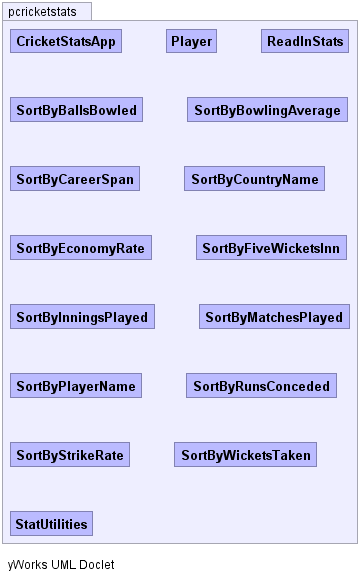 pcricketstats
CricketStatsApp Player ReadInStats
SortByBallsBowled SortByBowlingAverage
SortByCareerSpan SortByCountryName
SortByEconomyRate SortByFiveWicketsInn
SortByInningsPlayed SortByMatchesPlayed
SortByPlayerName SortByRunsConceded
SortByStrikeRate SortByWicketsTaken
StatUtilities
yWorks UML Doclet